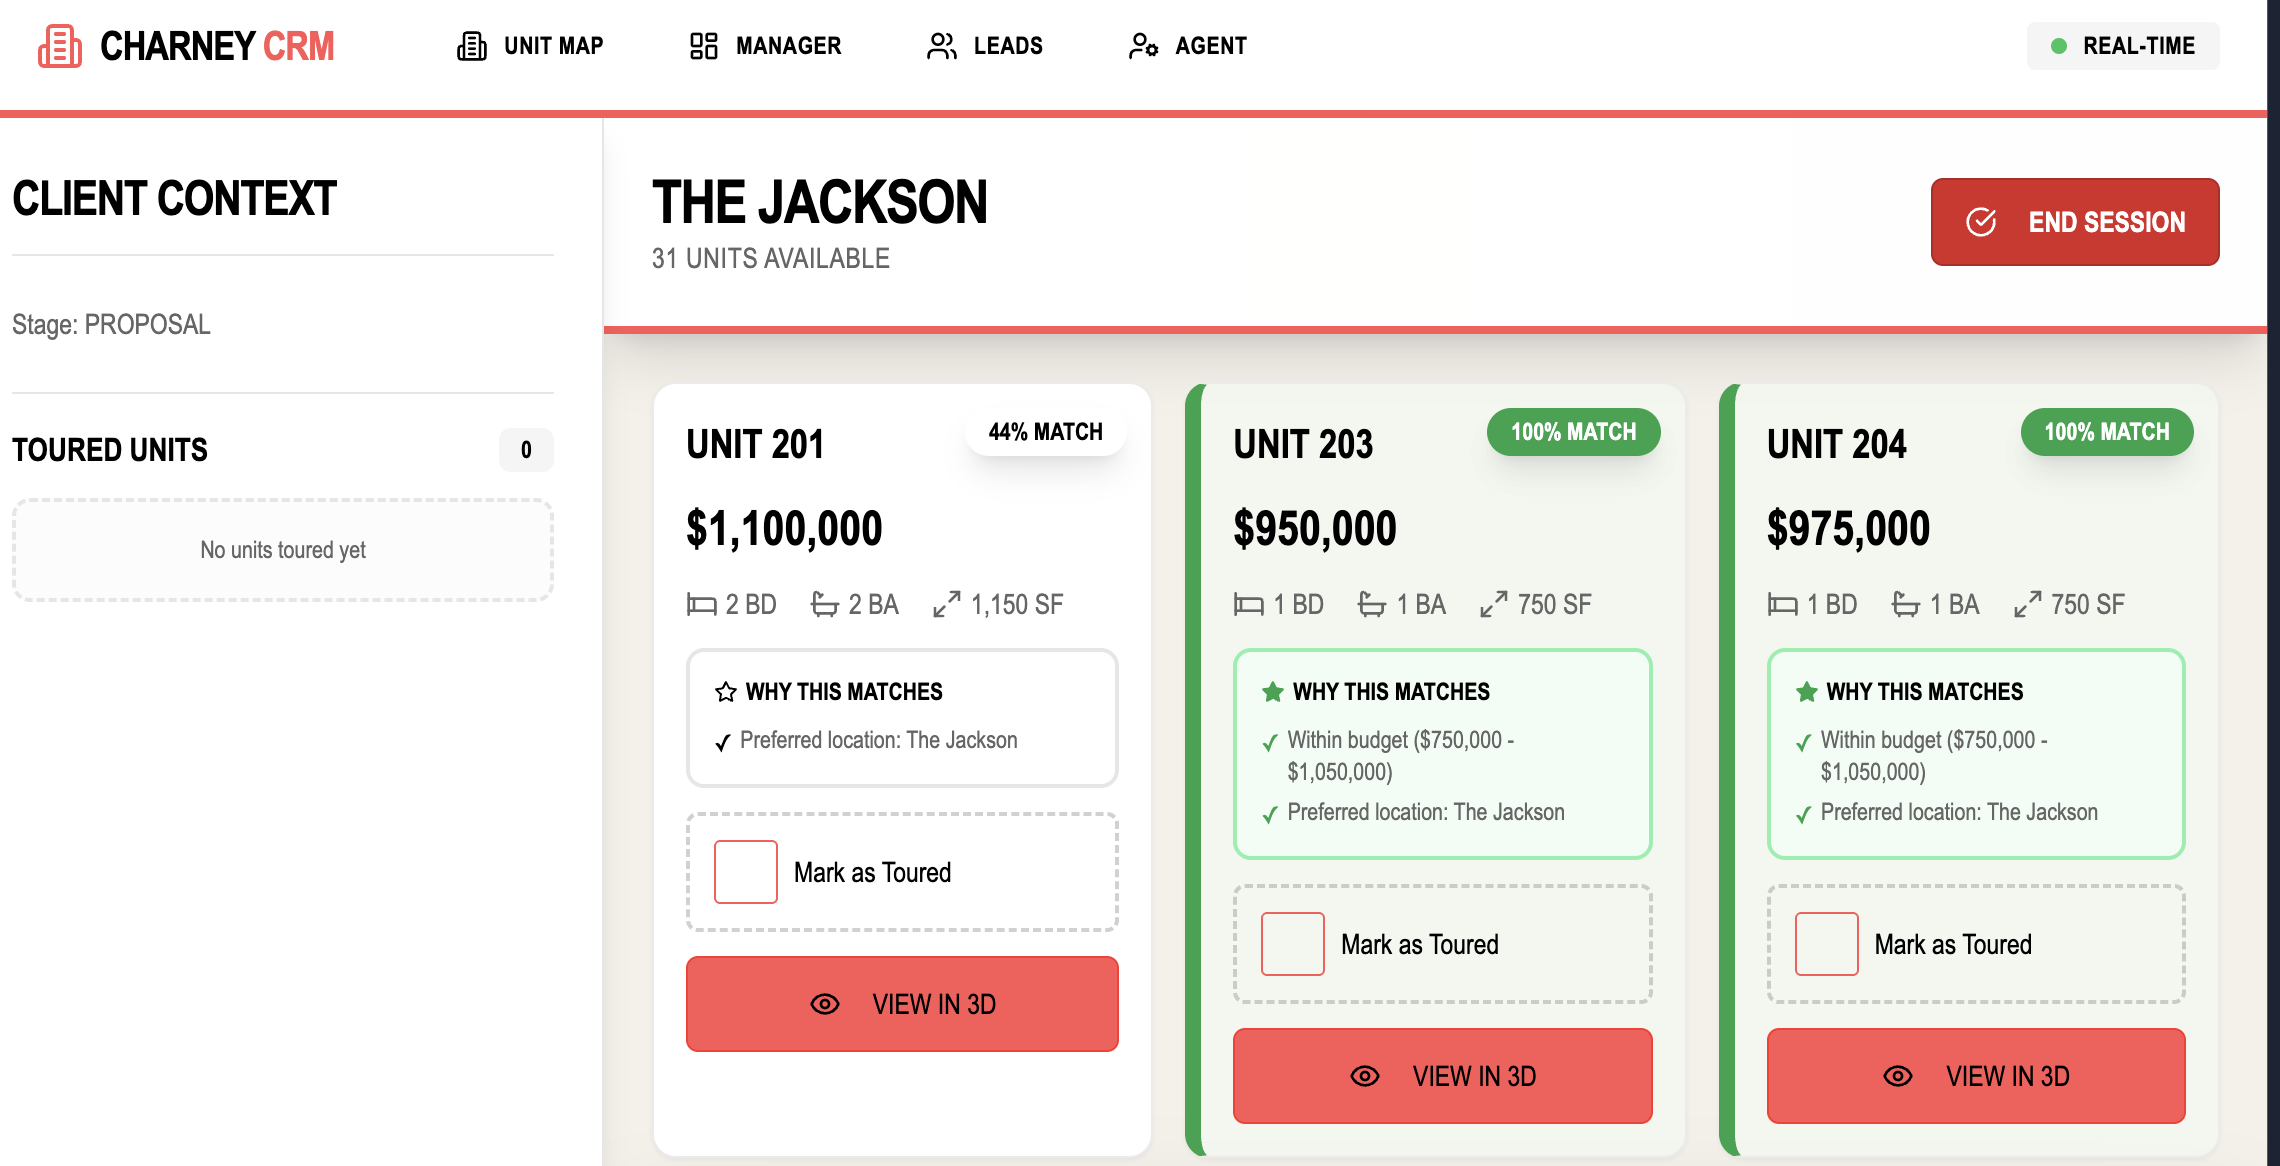 CHARNEY CRM
UNIT MAP
MANAGER
LEADS
AGENT
REAL-TIME
CLIENT CONTEXT
Stage: PROPOSAL
TOURED UNITS
0
No units toured yet
THE JACKSON
31 UNITS AVAILABLE
END SESSION
UNIT 201
44% MATCH
$1,100,000
2 BD
2 BA
1,150 SF
WHY THIS MATCHES
Preferred location: The Jackson
Mark as Toured
VIEW IN 3D
UNIT 203
100% MATCH
$950,000
1 BD
1 BA
750 SF
WHY THIS MATCHES
Within budget ($750,000 -
$1,050,000)
Preferred location: The Jackson
Mark as Toured
VIEW IN 3D
UNIT 204
100% MATCH
$975,000
1 BD
1 BA
750 SF
WHY THIS MATCHES
Within budget ($750,000 -
$1,050,000)
Preferred location: The Jackson
Mark as Toured
VIEW IN 3D